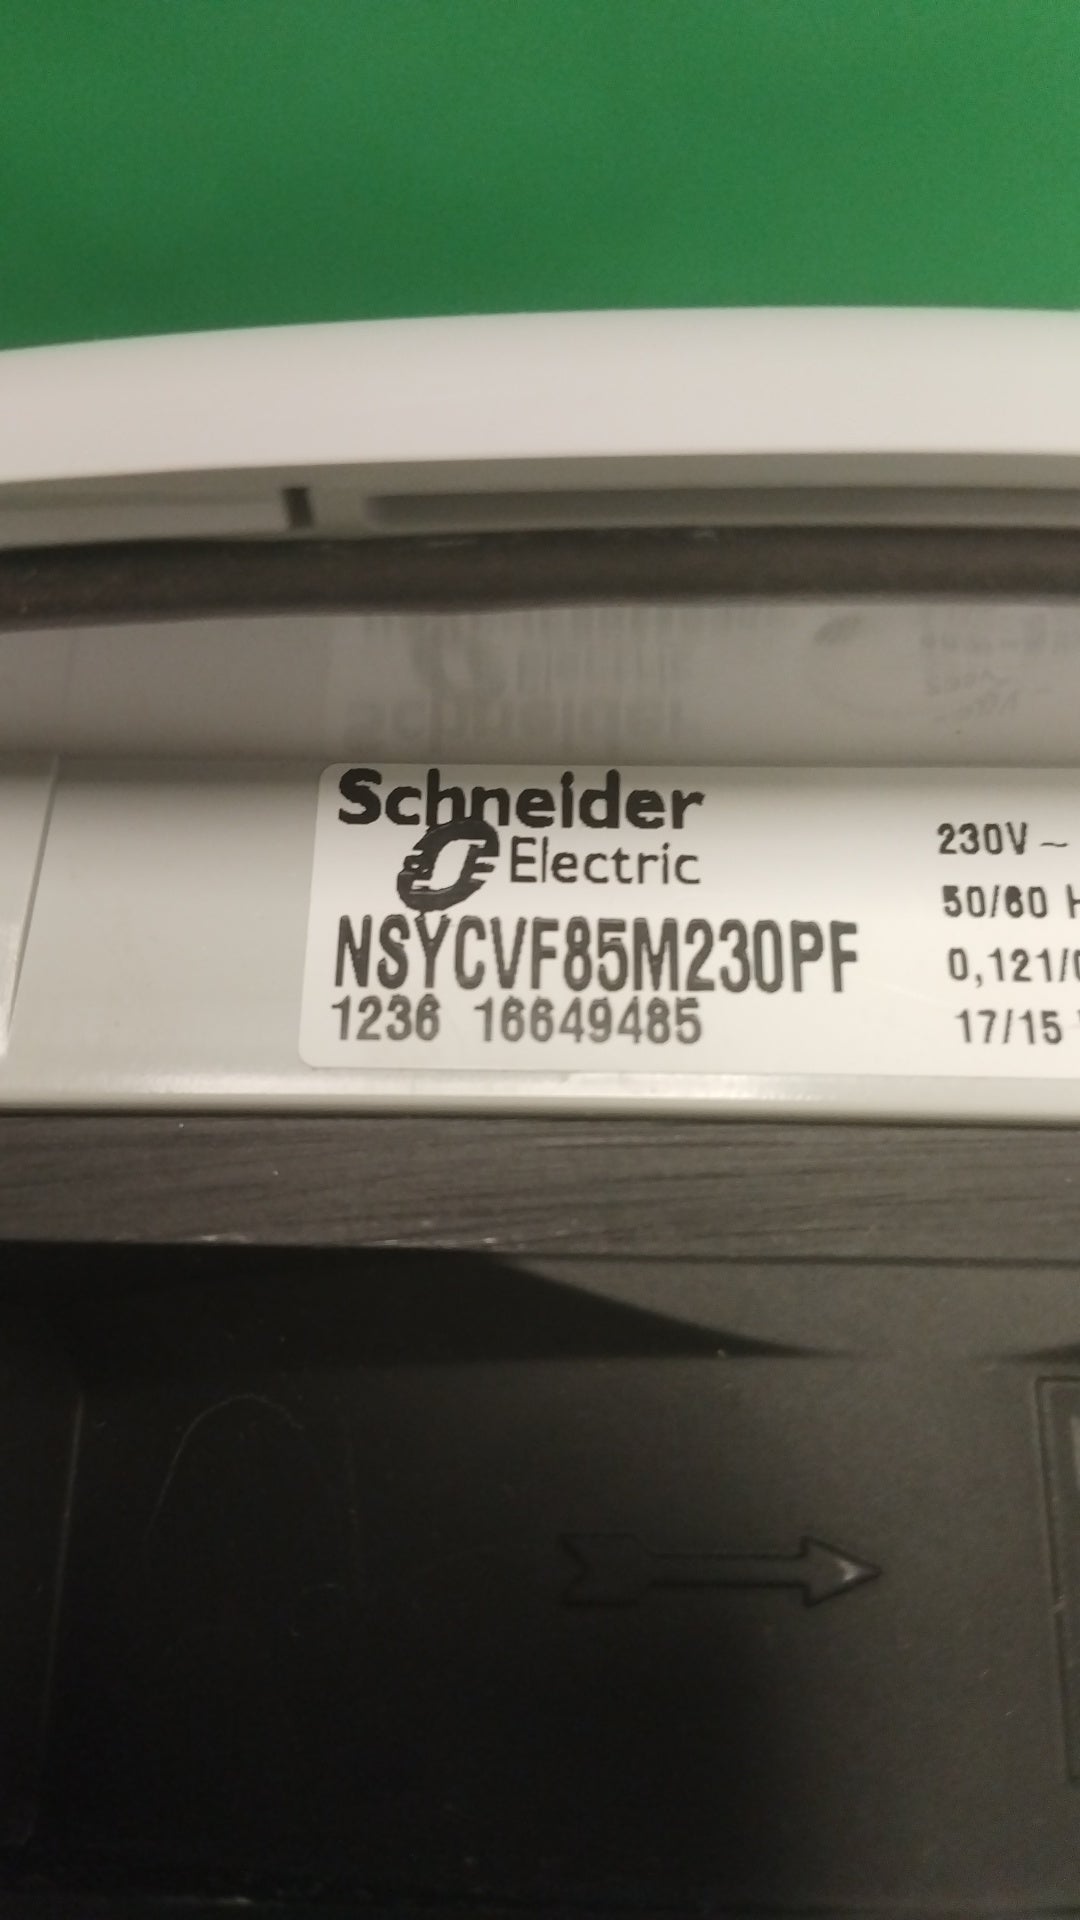 Schneider
Electric
NSYCVF85M230PF
1236 16649485
230V ~
50/60 H
0,121/0
17/15